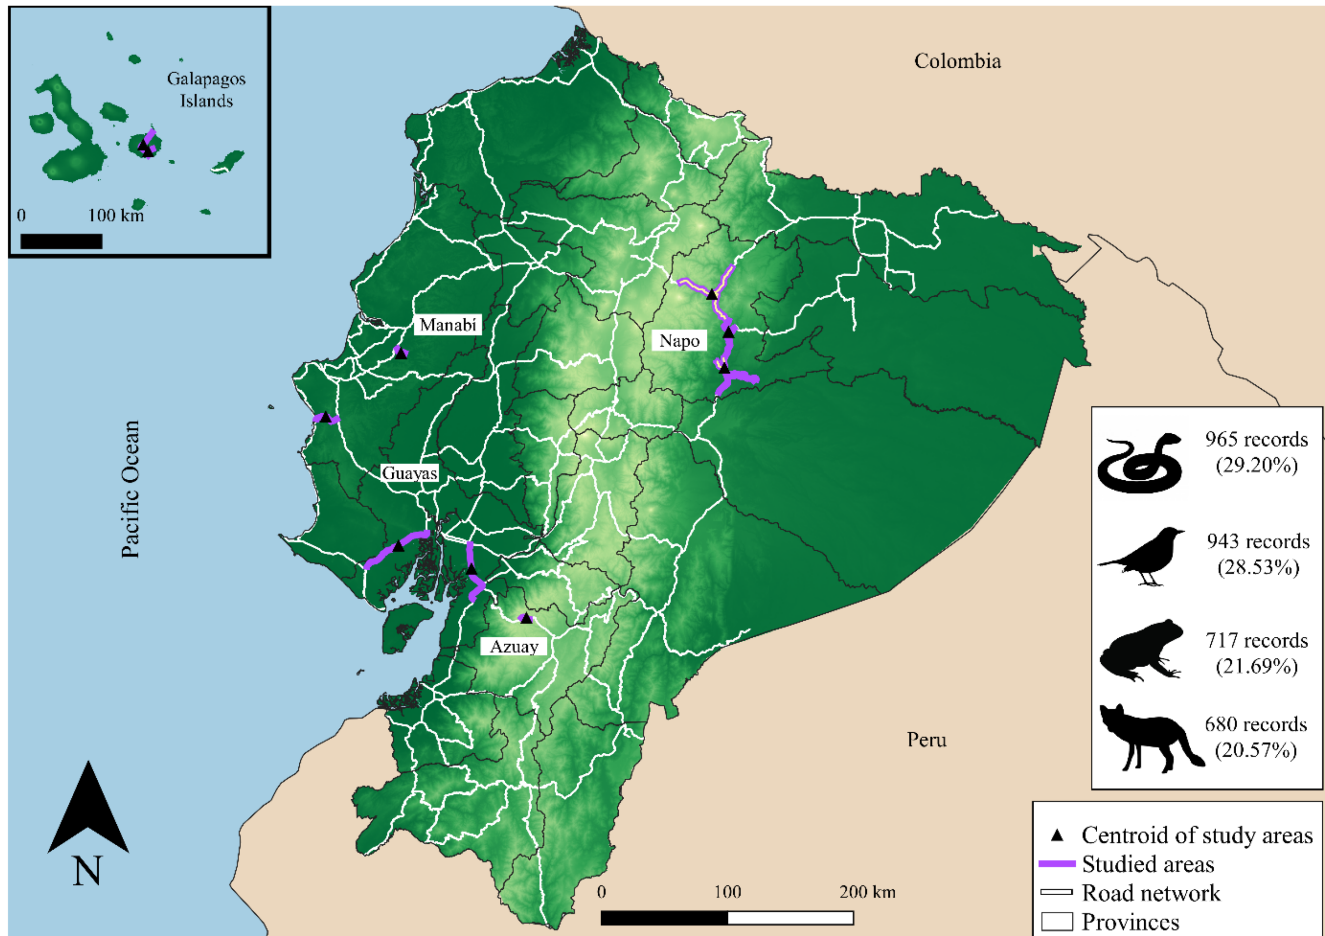 Galapagos
Islands
0 100 km
Colombia
Manabí
Napo
Pacific Ocean
Guayas
Azuay
Peru
N
0 100 200 km
965 records
(29.20%)
943 records
(28.53%)
717 records
(21.69%)
680 records
(20.57%)
Centroid of study areas
Studied areas
Road network
Provinces